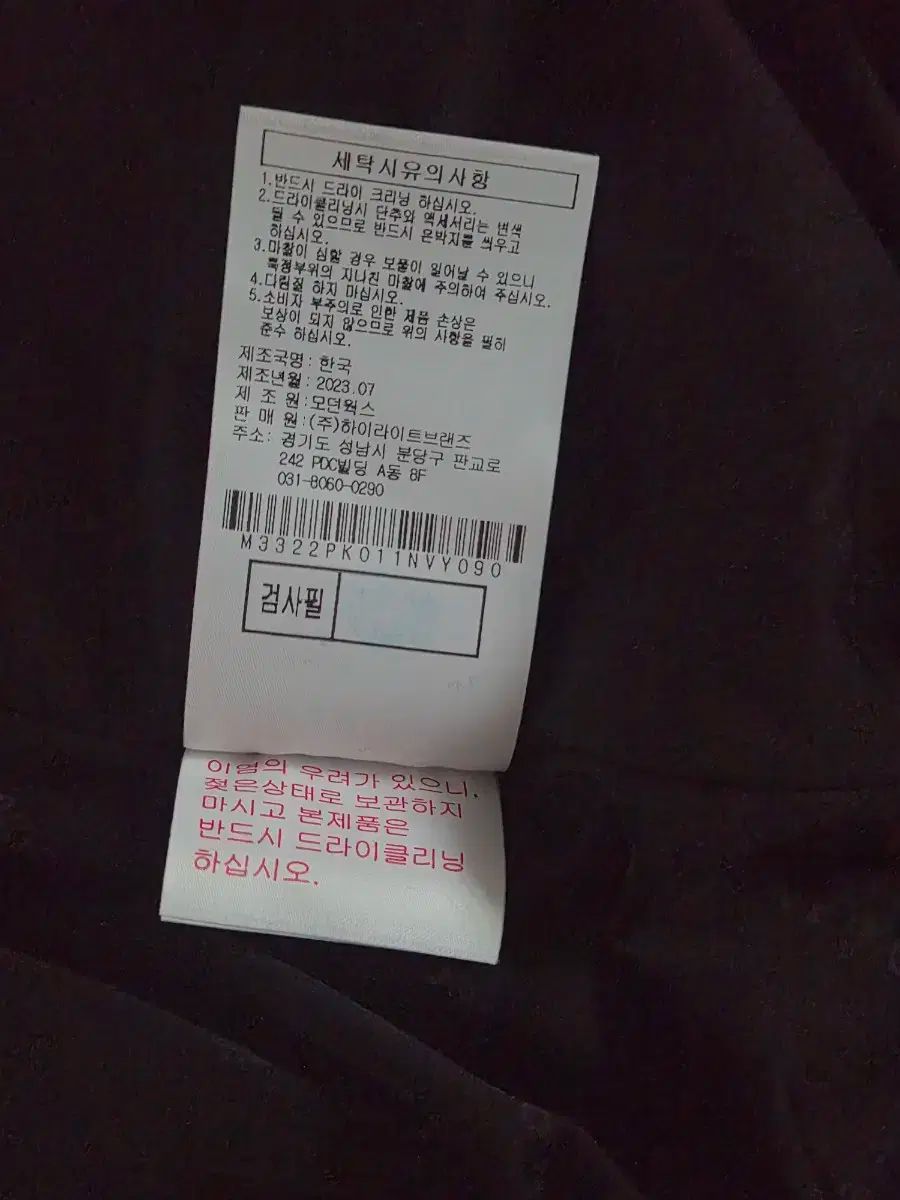 세탁시유의사항
1.반드시 드라이 크리닝 하십시오.
2.드라이클리닝시 단추와 액세서리는 변색
될 수 있으므로 반드시 은박지를 씌우고
하십시오.
3.마찰이 심할 경우 보풀이 일어날 수 있으니
특정부위의 지나친 마찰에 주의하여 주십시오.
4.다림질 하지 마십시오.
5.소비자 부주의로 인한 제품 손상은
보상이 되지 않으므로 위의 사항을 필히
준수 하십시오.
제조국명: 한국
제조년월: 2023.07
제 조 원:모던웍스
판 매 원:(주)하이라이트브랜즈
주소: 경기도 성남시 분당구 판교로
242 PDC빌딩 A동 8F
031-8060-0290
M3322PK011NVY090
검사필
이염의 우려가 있으니.
젖은상태로 보관하지
마시고 본제품은
반드시 드라이클리닝
하십시오.